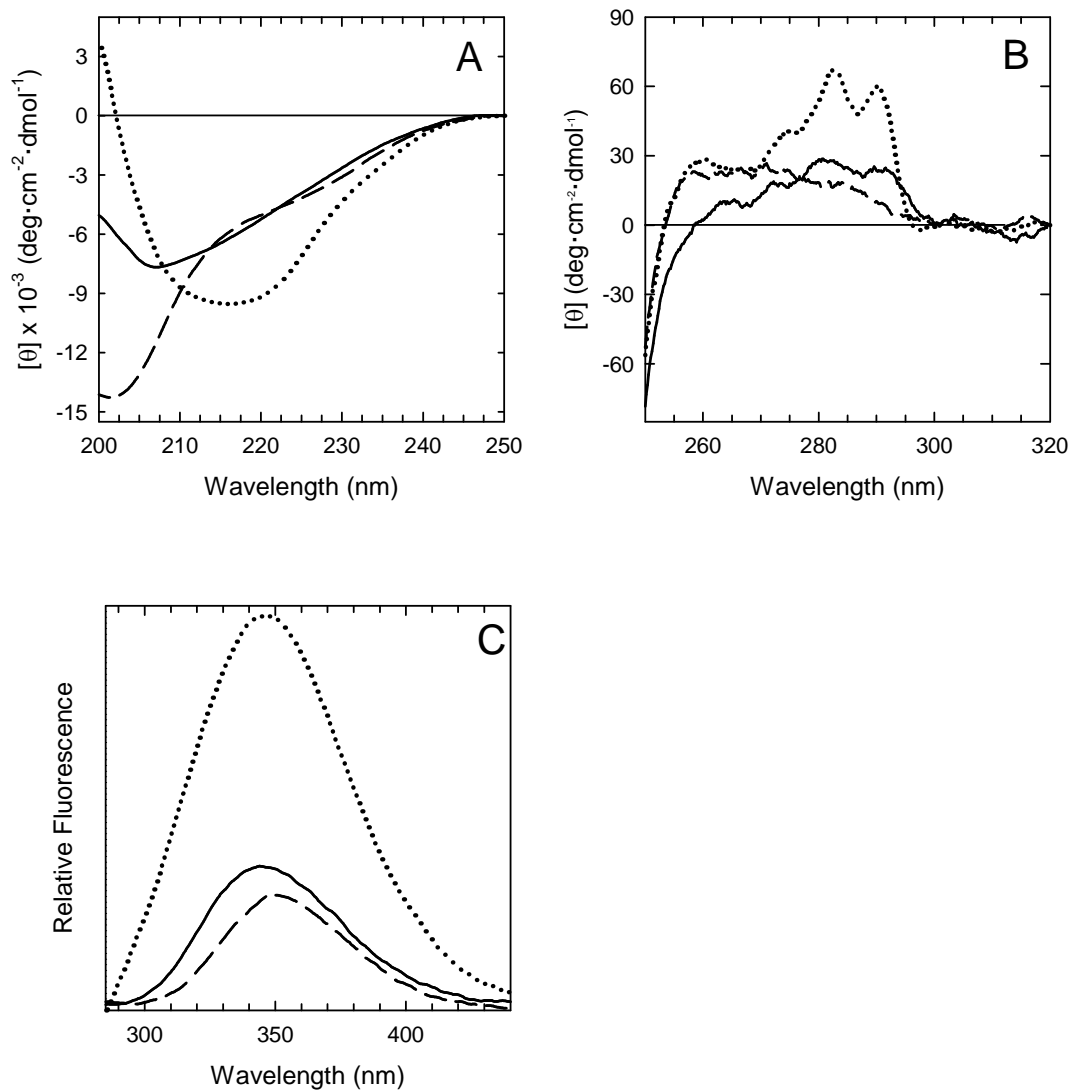 A
[θ] x 10⁻³ (deg·cm⁻²·dmol⁻¹)
3
0
-3
-6
-9
-12
-15
200 210 220 230 240 250
Wavelength (nm)
B
[θ] (deg·cm⁻²·dmol⁻¹)
90
60
30
0
-30
-60
260 280 300 320
Wavelength (nm)
C
Relative Fluorescence
300 350 400
Wavelength (nm)